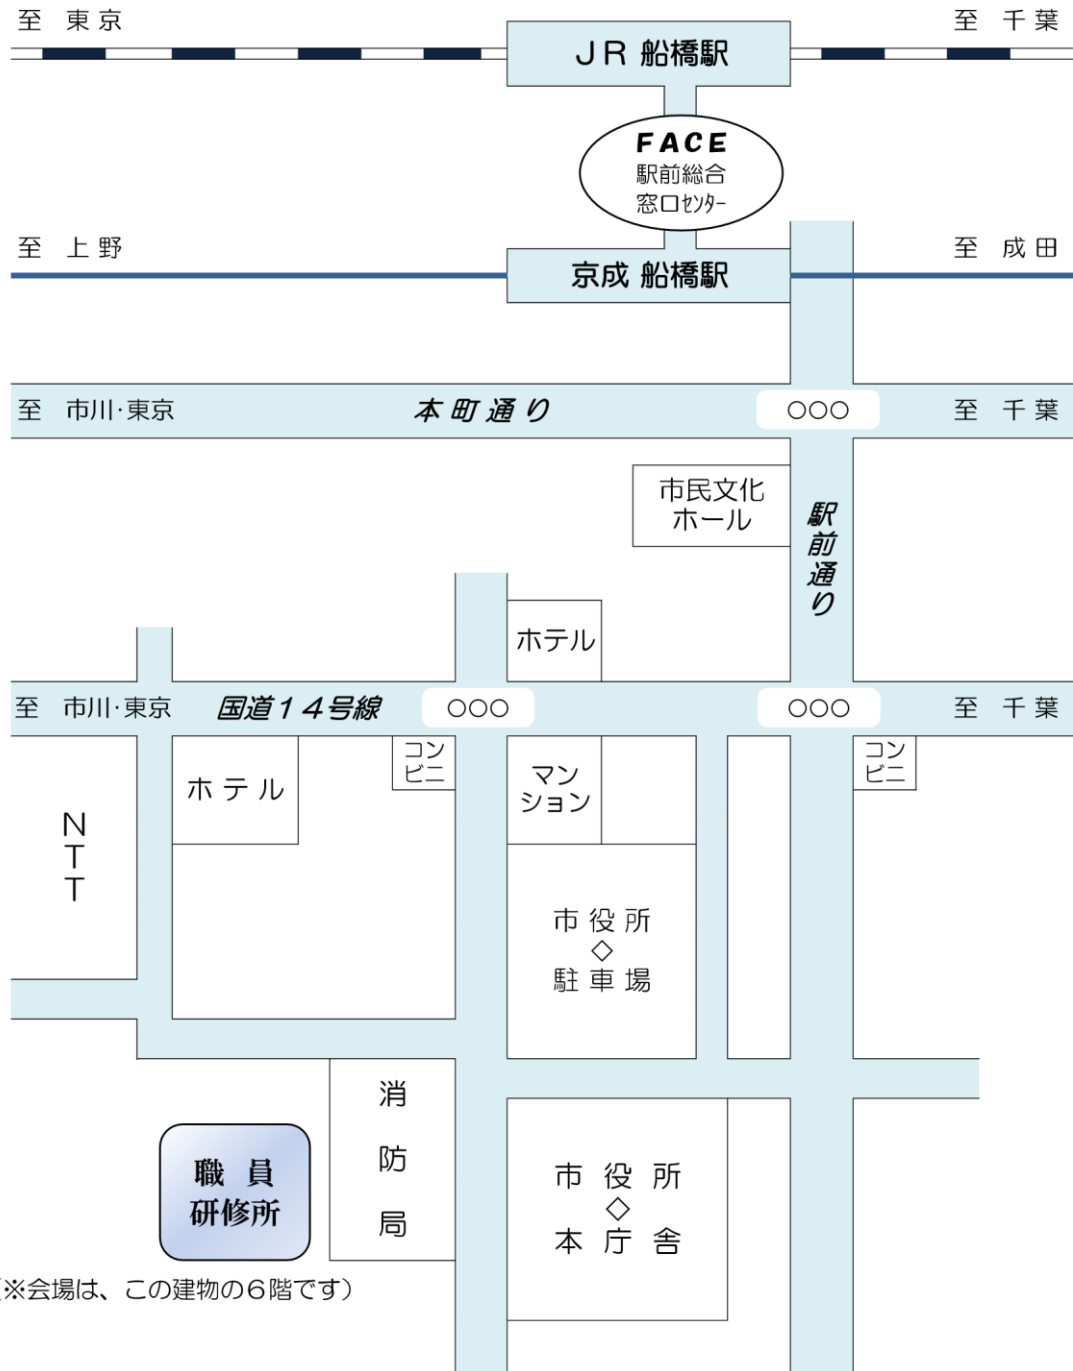 至 東京
至 千葉
JR 船橋駅
FACE
駅前総合
窓口ｾﾝﾀｰ
至 上野
至 成田
京成 船橋駅
至 市川･東京
本町通り
○○○
至 千葉
市民文化
ホール
駅前通り
ホテル
至 市川･東京
国道14号線
○○○
○○○
至 千葉
コン
ビニ
マン
ション
コン
ビニ
ホテル
NTT
市役所
◇
駐車場
消防局
職員
研修所
市役所
◇
本庁舎
(※会場は、この建物の6階です)